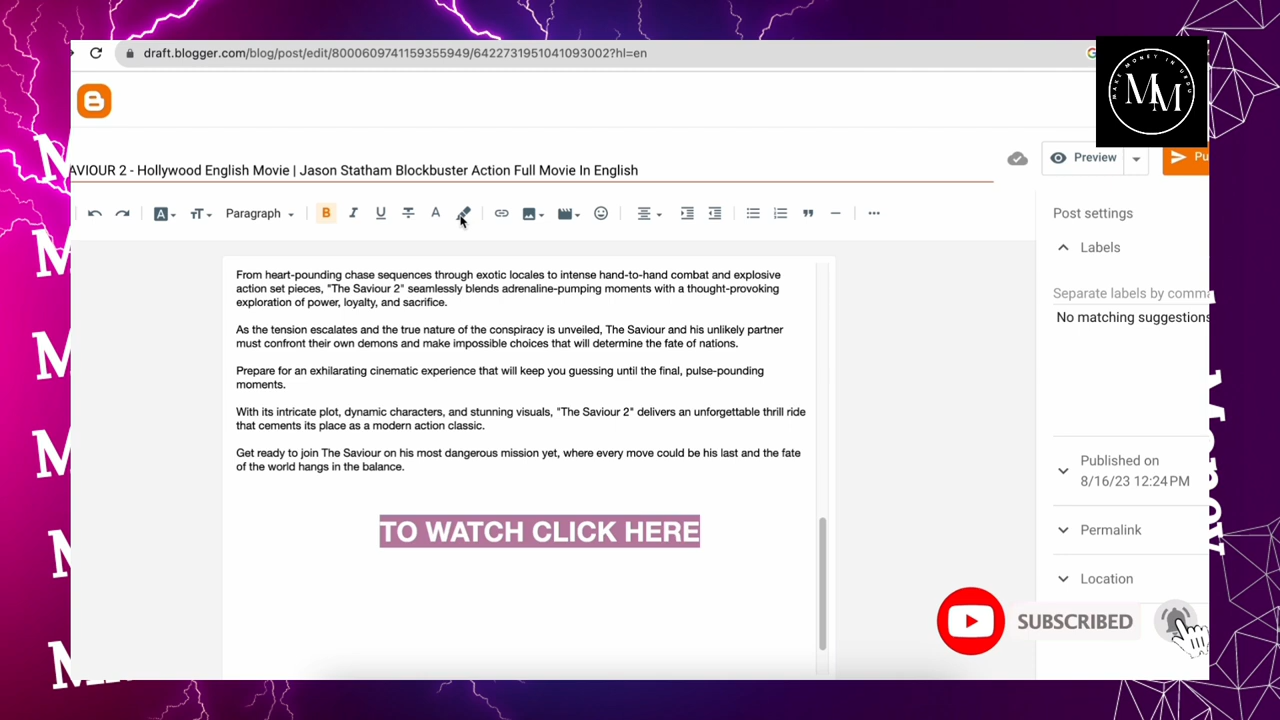 draft.blogger.com/blog/post/edit/8000609741159355949/6422731951041093002?hl=en
MAKE MONEY IN URDU
MM
AVIOUR 2 - Hollywood English Movie | Jason Statham Blockbuster Action Full Movie In English
Preview
Pu
Paragraph
B
I
U
S
A
Post settings
Labels
Separate labels by comma
No matching suggestions
From heart-pounding chase sequences through exotic locales to intense hand-to-hand combat and explosive
action set pieces, "The Saviour 2" seamlessly blends adrenaline-pumping moments with a thought-provoking
exploration of power, loyalty, and sacrifice.
As the tension escalates and the true nature of the conspiracy is unveiled, The Saviour and his unlikely partner
must confront their own demons and make impossible choices that will determine the fate of nations.
Prepare for an exhilarating cinematic experience that will keep you guessing until the final, pulse-pounding
moments.
With its intricate plot, dynamic characters, and stunning visuals, "The Saviour 2" delivers an unforgettable thrill ride
that cements its place as a modern action classic.
Get ready to join The Saviour on his most dangerous mission yet, where every move could be his last and the fate
of the world hangs in the balance.
TO WATCH CLICK HERE
Published on
8/16/23 12:24 PM
Permalink
Location
SUBSCRIBED